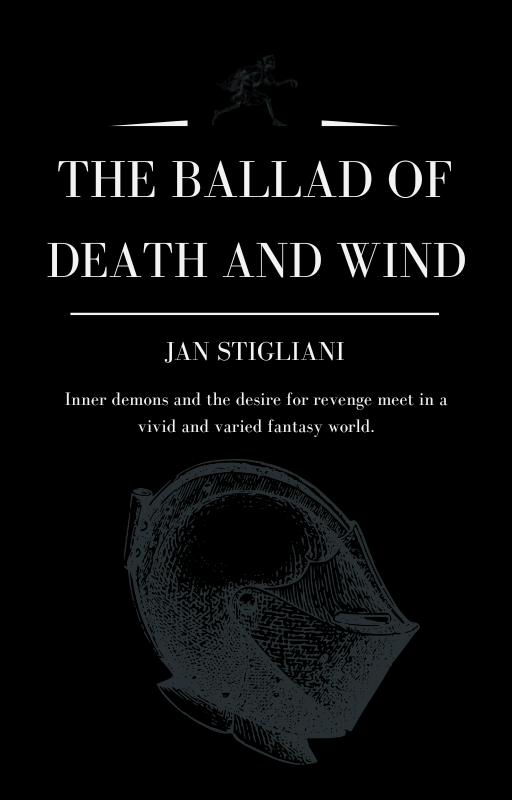 THE BALLAD OF
DEATH AND WIND
JAN STIGLIANI
Inner demons and the desire for revenge meet in a
vivid and varied fantasy world.